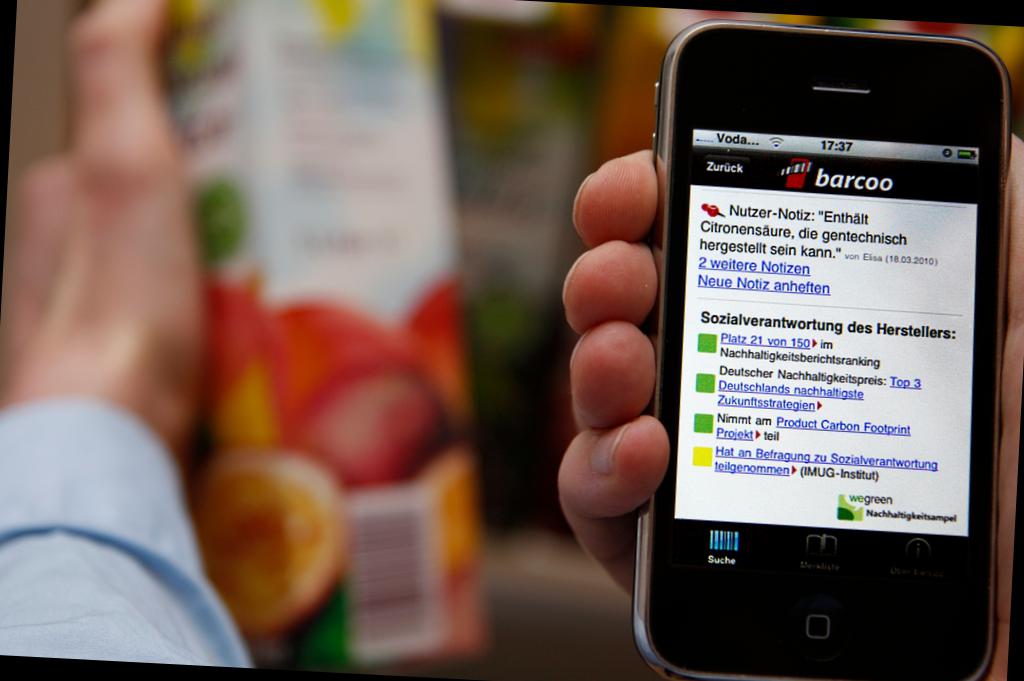 Voda... 17:37
Zurück
barcoo
Nutzer-Notiz: "Enthält
Citronensäure, die gentechnisch
hergestellt sein kann." von Elisa (18.03.2010)
2 weitere Notizen
Neue Notiz anheften
Sozialverantwortung des Herstellers:
Platz 21 von 150 im
Nachhaltigkeitsberichtsranking
Deutscher Nachhaltigkeitspreis: Top 3
Deutschlands nachhaltigste
Zukunftsstrategien
Nimmt am Product Carbon Footprint
Projekt teil
Hat an Befragung zu Sozialverantwortung
teilgenommen (IMUG-Institut)
wegreen
Nachhaltigkeitsampel
Suche Merkliste Über barcoo